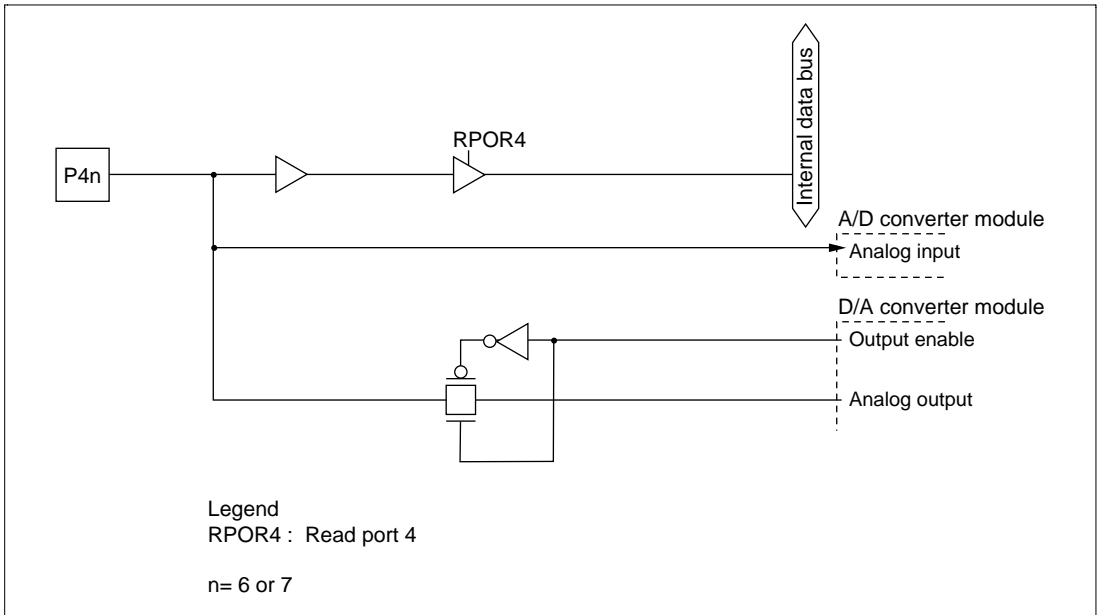 RPOR4
P4n
Internal data bus
A/D converter module
Analog input
D/A converter module
Output enable
Analog output
Legend
RPOR4 : Read port 4
n= 6 or 7